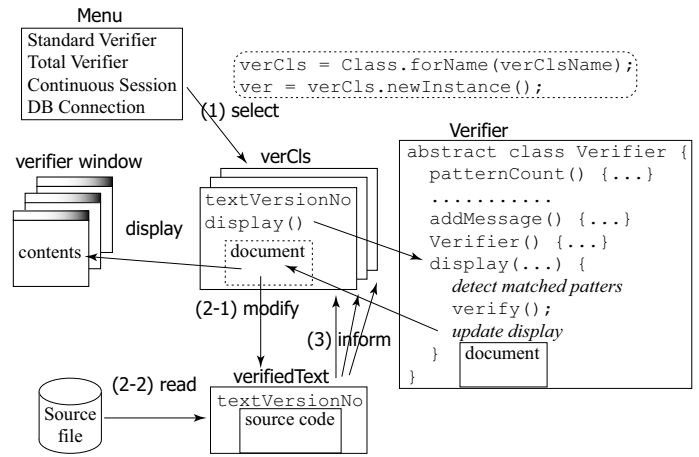 Menu
Standard Verifier
Total Verifier
Continuous Session
DB Connection
verCls = Class.forName(verClsName);
ver = verCls.newInstance();
(1) select
verifier window
contents
display
verCls
textVersionNo
display()
document
Verifier
abstract class Verifier {
patternCount() {...}
...........
addMessage() {...}
Verifier() {...}
display(...) {
detect matched patters
verify();
update display
}
document
}
(2-1) modify
(3) inform
(2-2) read
Source
file
verifiedText
textVersionNo
source code